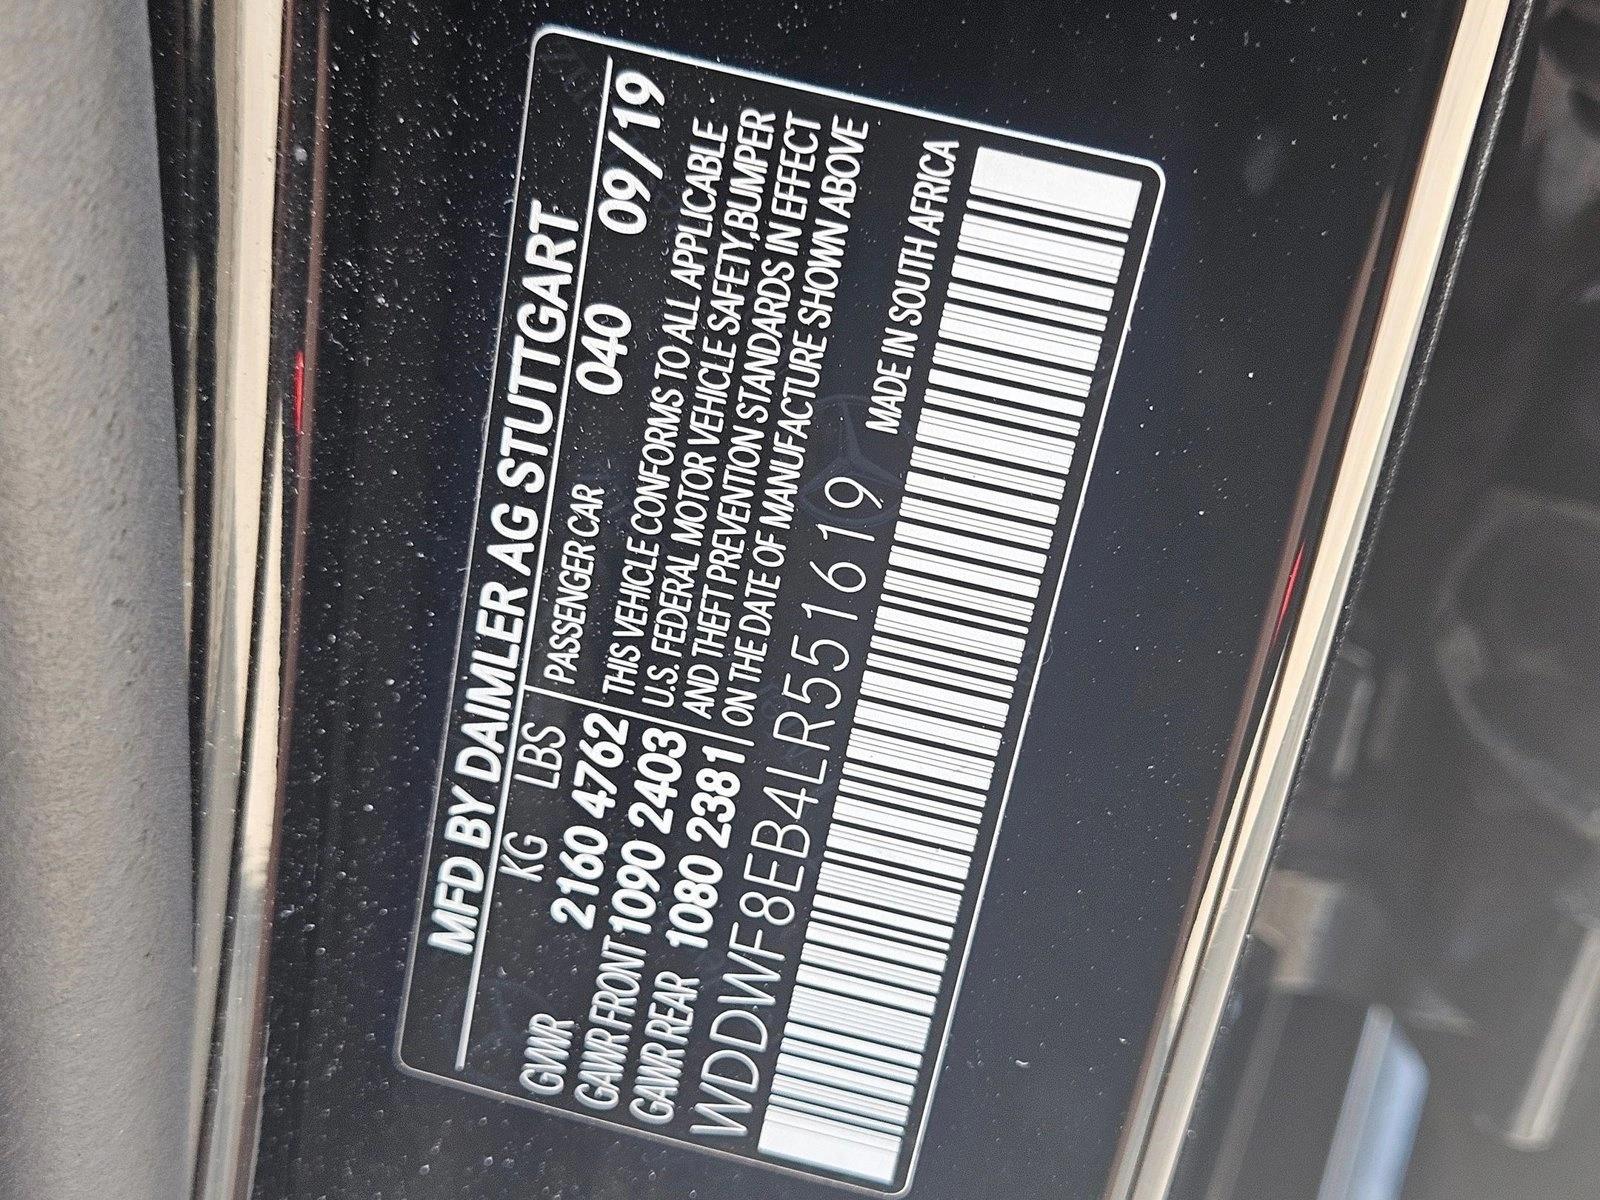 MFD BY DAIMLER AG STUTTGART
KG LBS PASSENGER CAR 040 09/19
GVWR 2160 4762 THIS VEHICLE CONFORMS TO ALL APPLICABLE
GAWR FRONT 1090 2403 U.S. FEDERAL MOTOR VEHICLE SAFETY,BUMPER
GAWR REAR 1080 2381 AND THEFT PREVENTION STANDARDS IN EFFECT
ON THE DATE OF MANUFACTURE SHOWN ABOVE
WDDWF8EB4LR551619 MADE IN SOUTH AFRICA